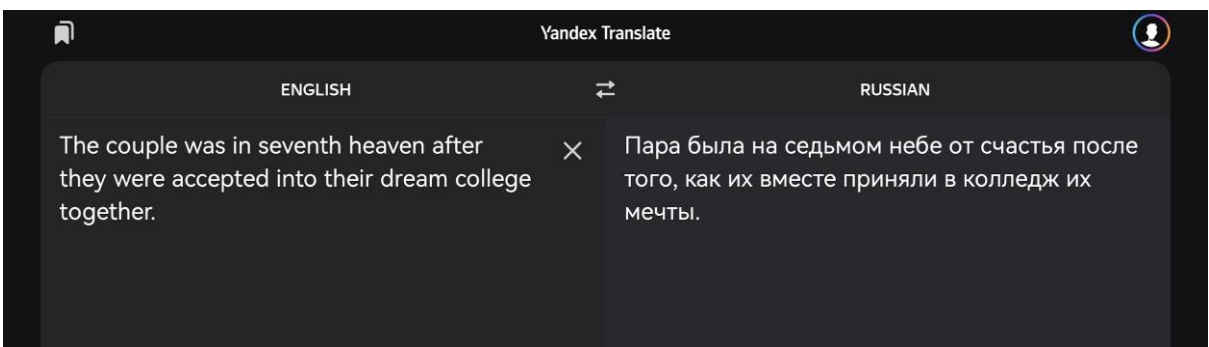 Yandex Translate
ENGLISH
RUSSIAN
The couple was in seventh heaven after
they were accepted into their dream college
together.
Пара была на седьмом небе от счастья после
того, как их вместе приняли в колледж их
мечты.